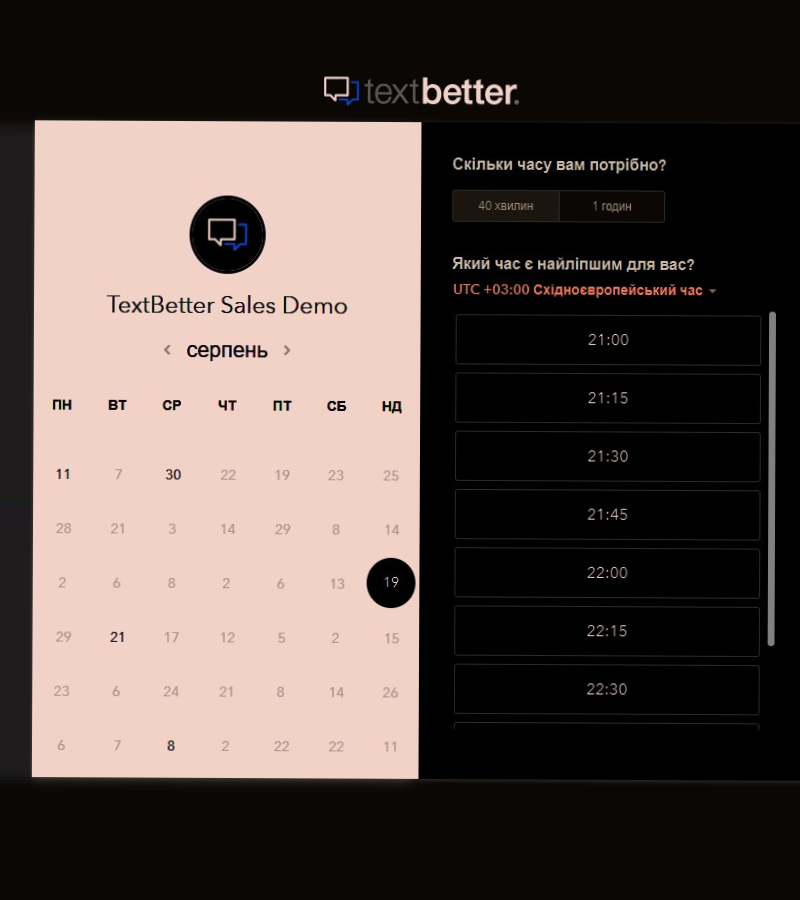 textbetter.
TextBetter Sales Demo
серпень
ПН ВТ СР ЧТ ПТ СБ НД
11 7 30 22 19 23 25
28 21 3 14 29 8 14
2 6 8 2 6 13 19
29 21 17 12 5 2 15
23 6 24 21 8 14 26
6 7 8 2 22 22 11
Скільки часу вам потрібно?
40 хвилин 1 годин
Який час є найліпшим для вас?
UTC +03:00 Східноєвропейський час
21:00
21:15
21:30
21:45
22:00
22:15
22:30